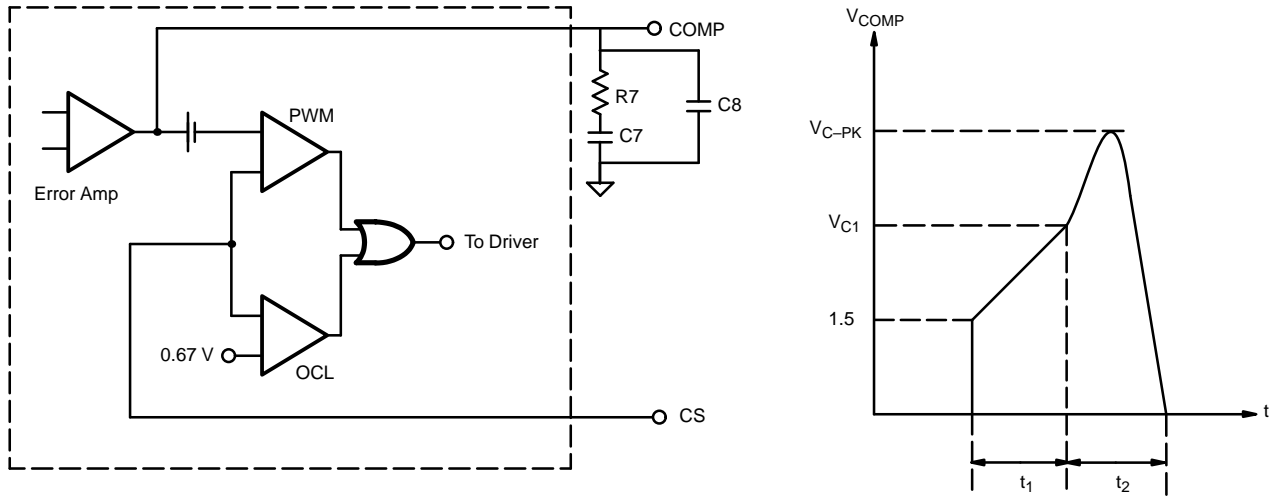 COMP
R7
C8
C7
PWM
Error Amp
To Driver
0.67 V
OCL
CS
V_COMP
V_C–PK
V_C1
1.5
t
t_1
t_2